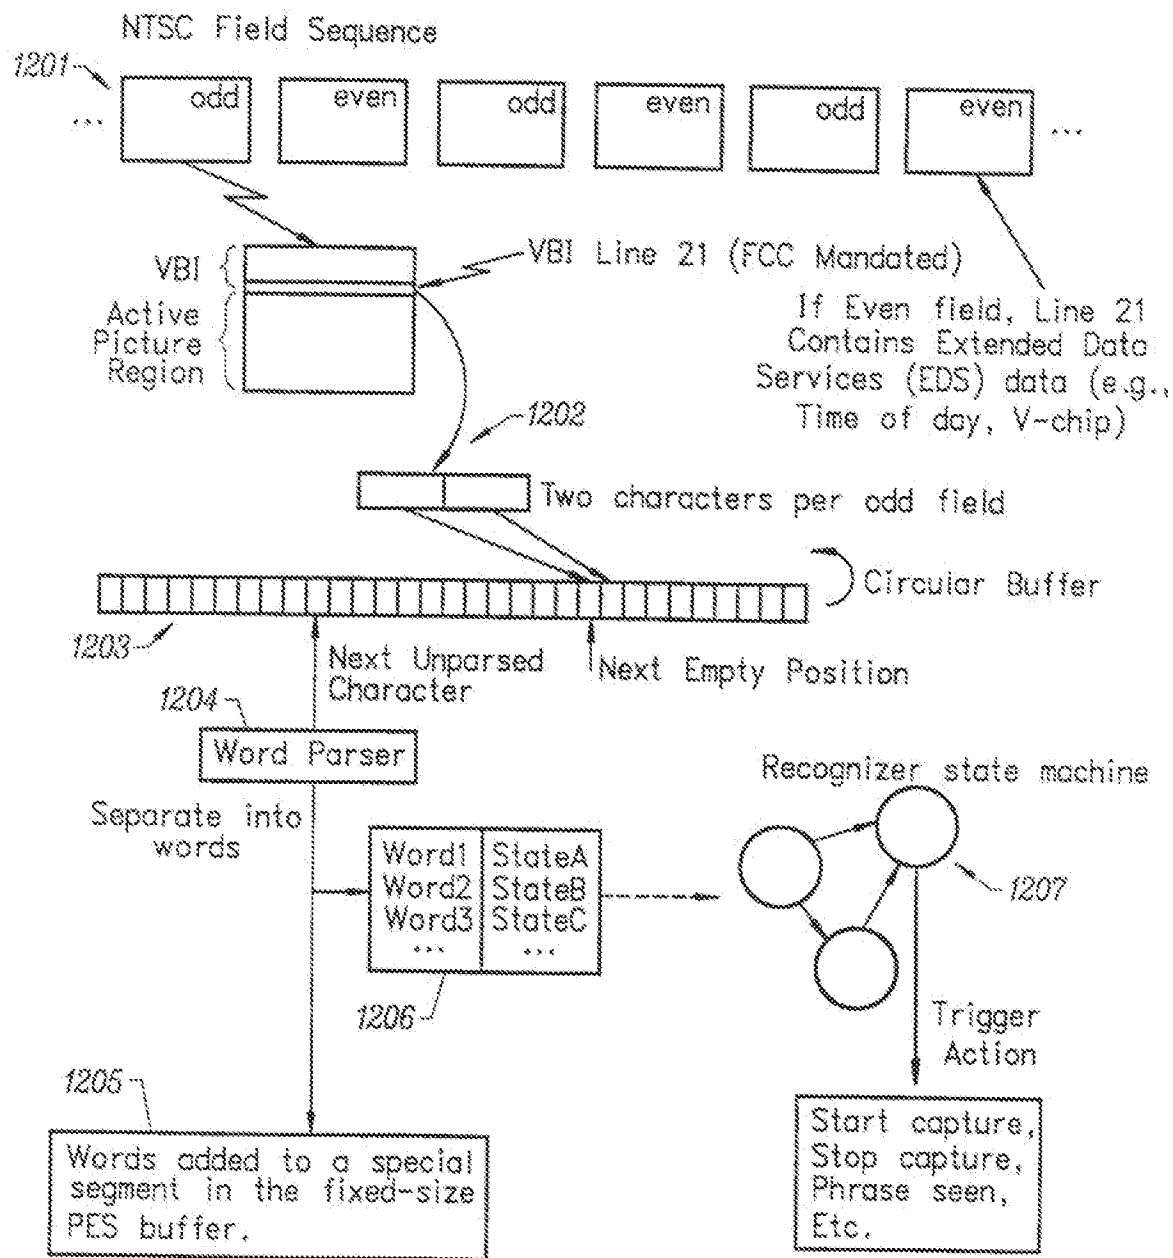 NTSC Field Sequence
1201
odd even odd even odd even
... ...
VBI
VBI Line 21 (FCC Mandated)
Active
Picture
Region
If Even field, Line 21
Contains Extended Data
Services (EDS) data (e.g.,
Time of day, V-chip)
1202
Two characters per odd field
Circular Buffer
1203
Next Unparsed
Character
Next Empty Position
1204
Word Parser
Separate into
words
Recognizer state machine
Word1 StateA
Word2 StateB
Word3 StateC
... ...
1206
1207
Trigger
Action
1205
Words added to a special
segment in the fixed-size
PES buffer.
Start capture,
Stop capture,
Phrase seen,
Etc.